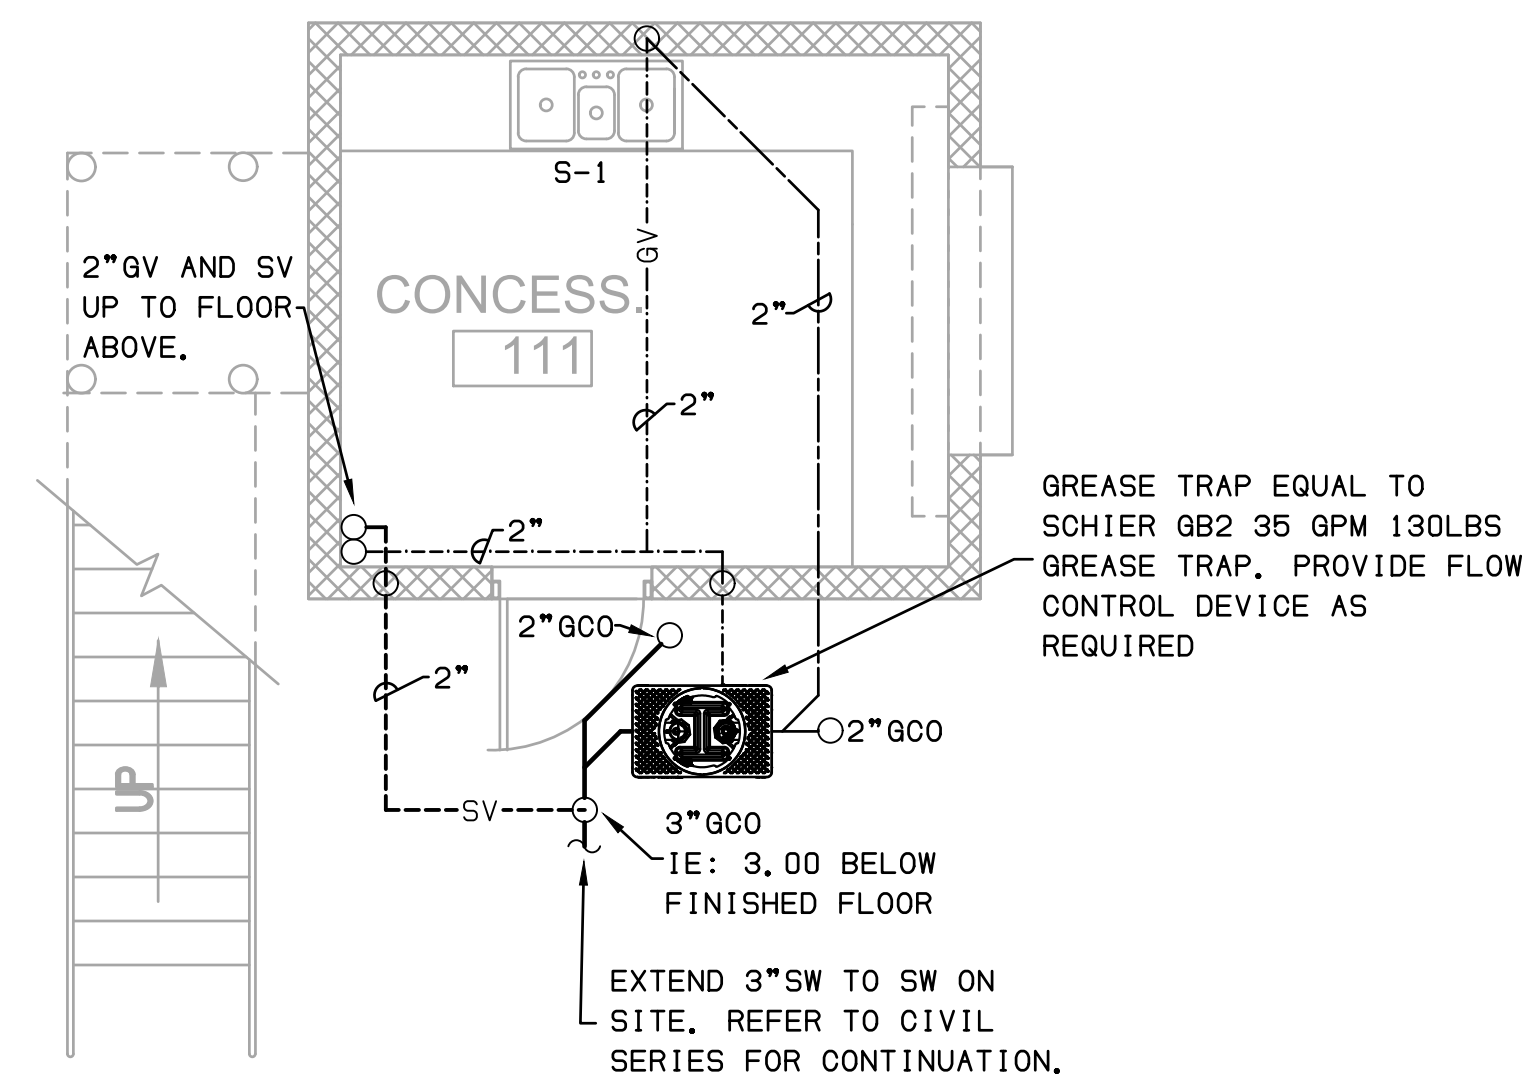 S-1
2"GV AND SV
UP TO FLOOR
ABOVE.
GV
CONCESS.
111
2"
2"
2"
GREASE TRAP EQUAL TO
SCHIER GB2 35 GPM 130LBS
GREASE TRAP. PROVIDE FLOW
CONTROL DEVICE AS
REQUIRED
2"GCO
2"
2"GCO
UP
SV
3"GCO
IE: 3.00 BELOW
FINISHED FLOOR
EXTEND 3"SW TO SW ON
SITE. REFER TO CIVIL
SERIES FOR CONTINUATION.